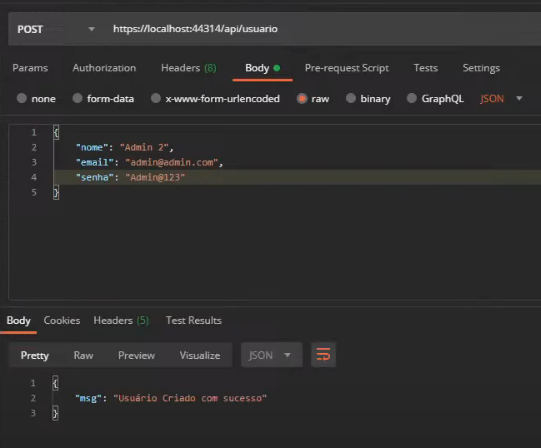 POST https://localhost:44314/api/usuario
Params Authorization Headers (8) Body Pre-request Script Tests Settings
none form-data x-www-form-urlencoded raw binary GraphQL JSON
1 {
2 "nome": "Admin 2",
3 "email": "admin@admin.com",
4 "senha": "Admin@123"
5 }
Body Cookies Headers (5) Test Results
Pretty Raw Preview Visualize JSON
1 {
2 "msg": "Usuário Criado com sucesso"
3 }